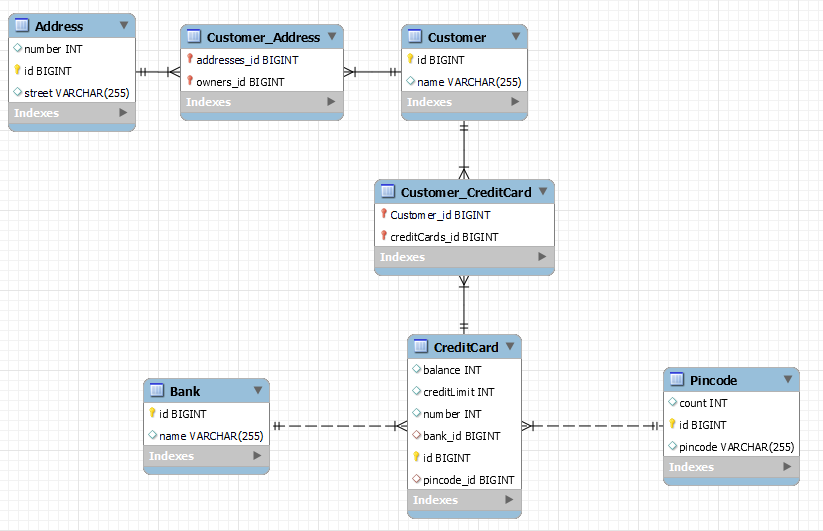 Address
number INT
id BIGINT
street VARCHAR(255)
Indexes
Customer_Address
addresses_id BIGINT
owners_id BIGINT
Indexes
Customer
id BIGINT
name VARCHAR(255)
Indexes
Customer_CreditCard
Customer_id BIGINT
creditCards_id BIGINT
Indexes
Bank
id BIGINT
name VARCHAR(255)
Indexes
CreditCard
balance INT
creditLimit INT
number INT
bank_id BIGINT
id BIGINT
pincode_id BIGINT
Indexes
Pincode
count INT
id BIGINT
pincode VARCHAR(255)
Indexes